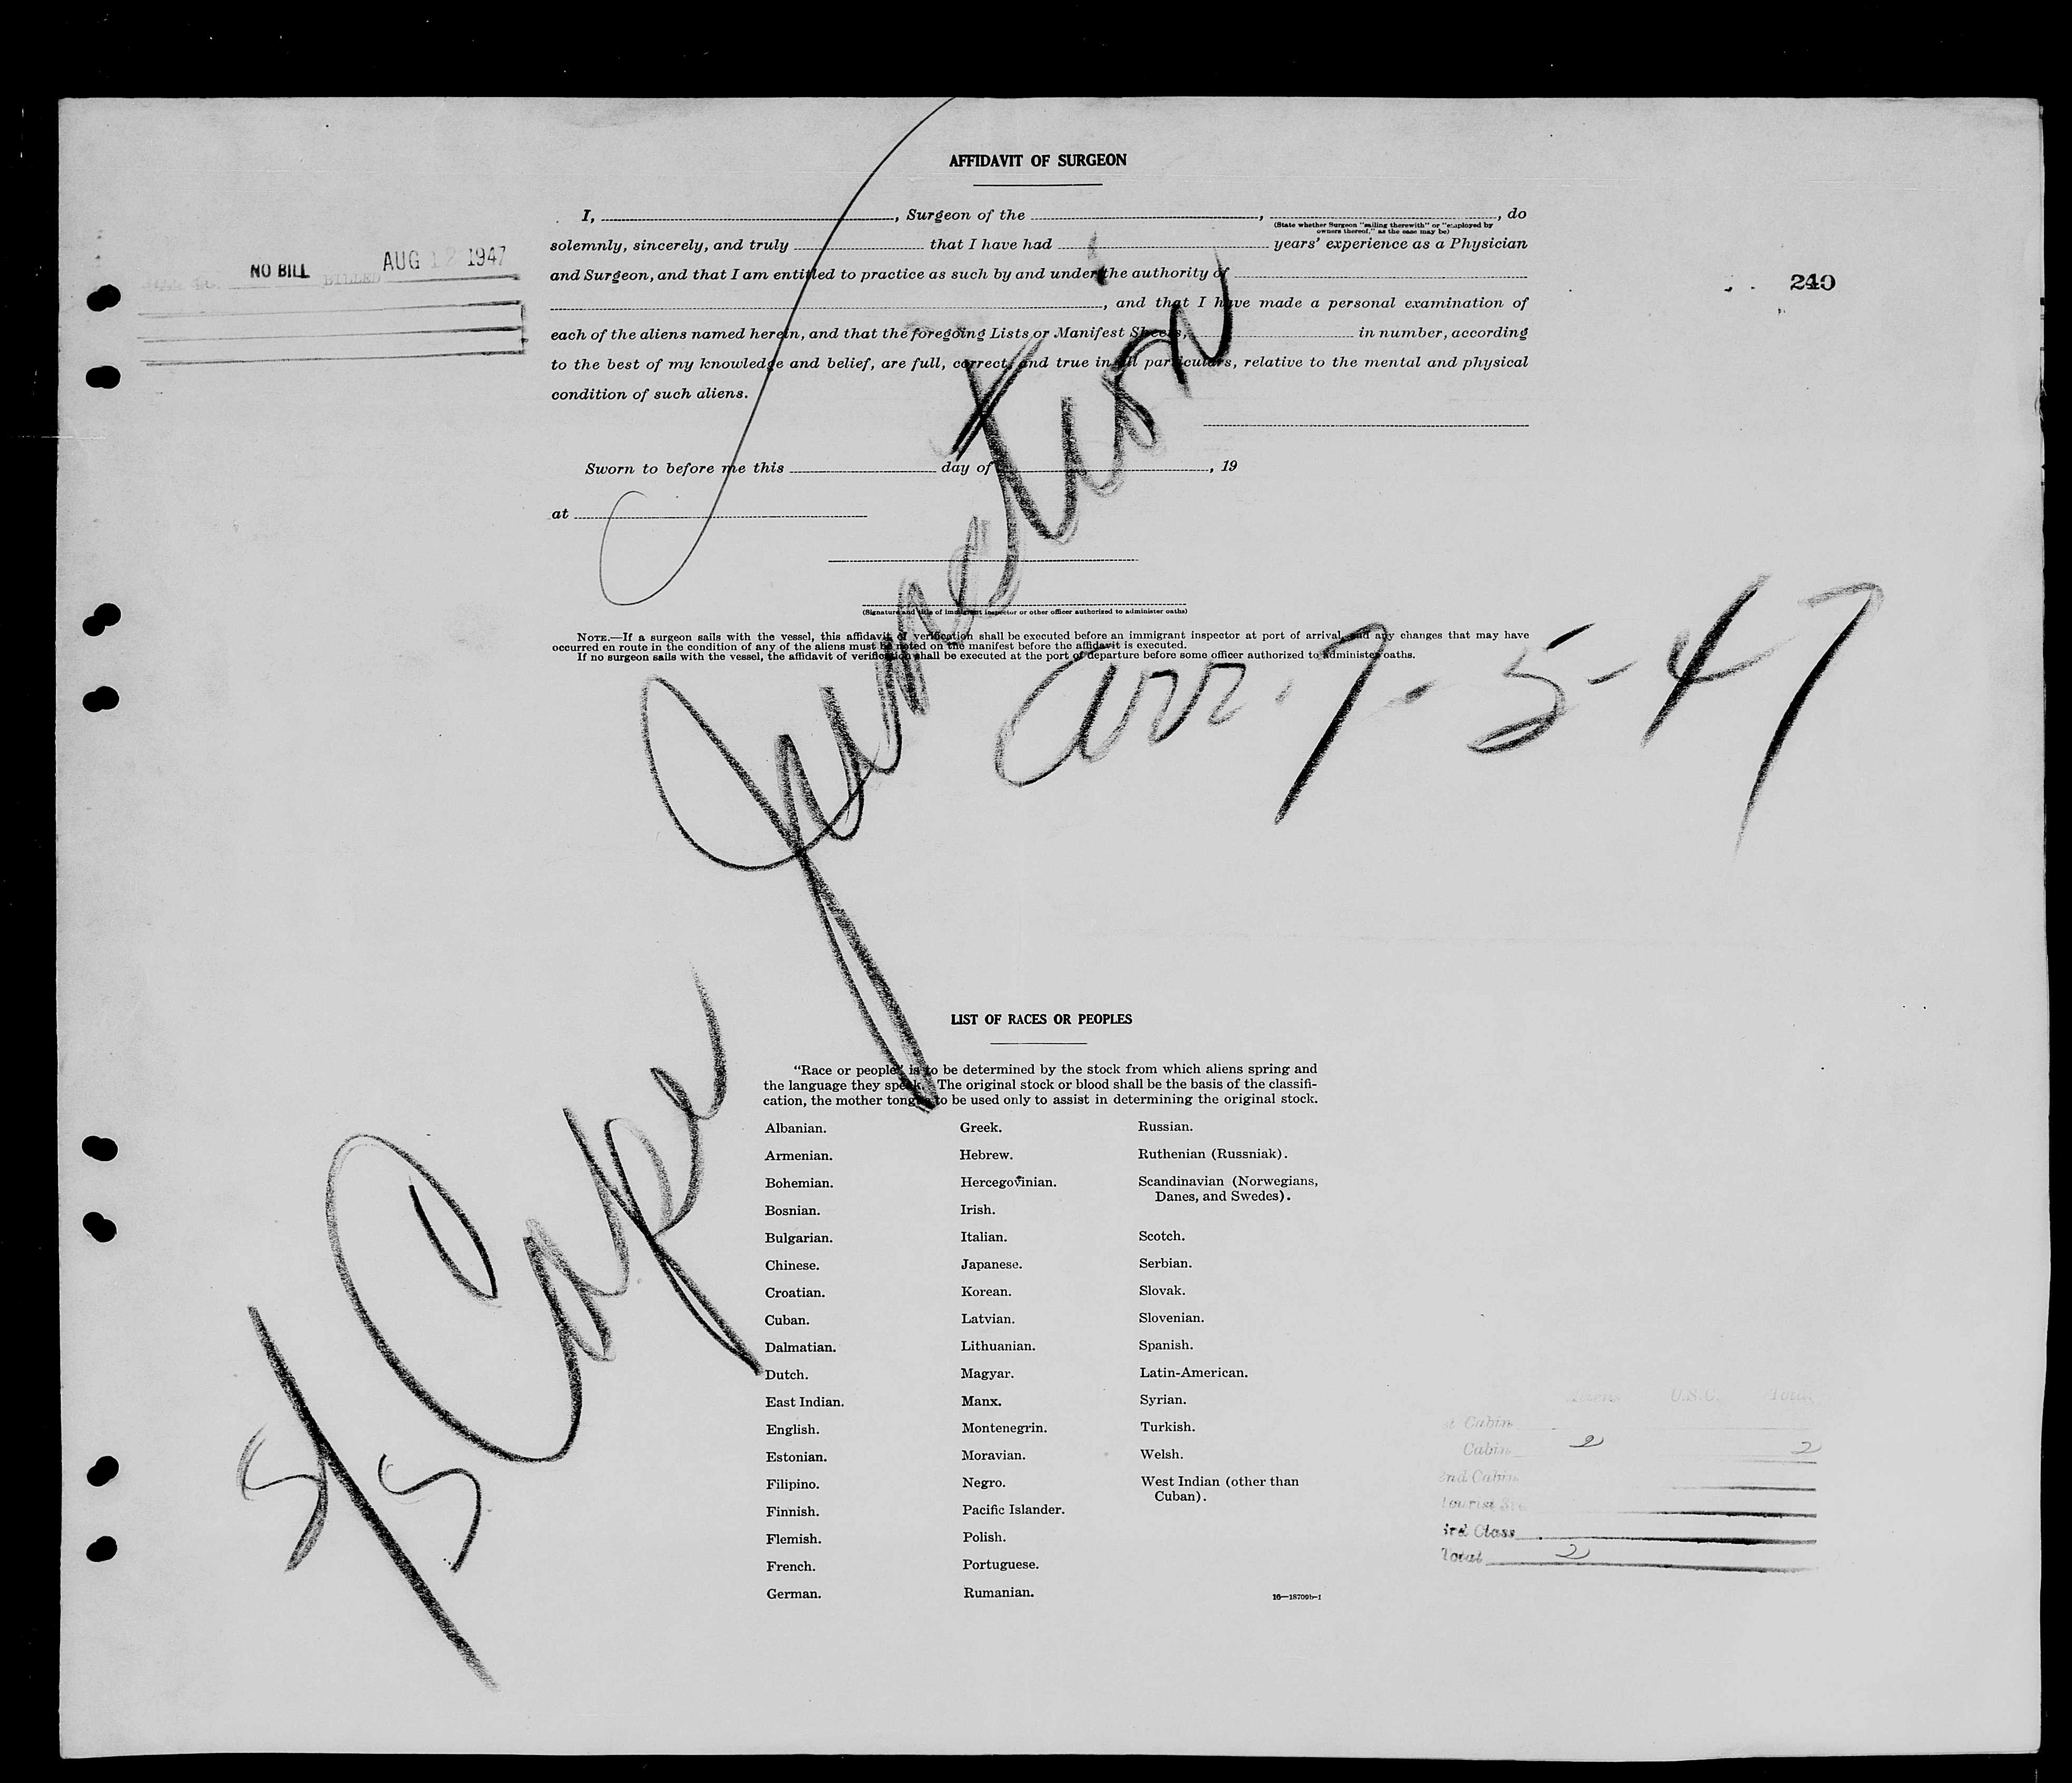 AFFIDAVIT OF SURGEON
I, , Surgeon of the , , do
(State whether Surgeon "sailing therewith" or "employed by
owners thereof," as the case may be)
solemnly, sincerely, and truly that I have had years' experience as a Physician
and Surgeon, and that I am entitled to practice as such by and under the authority of
, and that I have made a personal examination of
each of the aliens named herein, and that the foregoing Lists or Manifest Sheets, in number, according
to the best of my knowledge and belief, are full, correct, and true in all particulars, relative to the mental and physical
condition of such aliens.
Sworn to before me this day of , 19
at
(Signature and title of immigrant inspector or other officer authorized to administer oaths)
NOTE.—If a surgeon sails with the vessel, this affidavit of verification shall be executed before an immigrant inspector at port of arrival, and any changes that may have
occurred en route in the condition of any of the aliens must be noted on the manifest before the affidavit is executed.
If no surgeon sails with the vessel, the affidavit of verification shall be executed at the port of departure before some officer authorized to administer oaths.
NO BILL BILLED AUG 12 1947
240
S/S Cape Junction
arr. 7-5-47
LIST OF RACES OR PEOPLES
"Race or people" is to be determined by the stock from which aliens spring and
the language they speak. The original stock or blood shall be the basis of the classifi-
cation, the mother tongue to be used only to assist in determining the original stock.
Albanian.
Armenian.
Bohemian.
Bosnian.
Bulgarian.
Chinese.
Croatian.
Cuban.
Dalmatian.
Dutch.
East Indian.
English.
Estonian.
Filipino.
Finnish.
Flemish.
French.
German.
Greek.
Hebrew.
Hercegovinian.
Irish.
Italian.
Japanese.
Korean.
Latvian.
Lithuanian.
Magyar.
Manx.
Montenegrin.
Moravian.
Negro.
Pacific Islander.
Polish.
Portuguese.
Rumanian.
Russian.
Ruthenian (Russniak).
Scandinavian (Norwegians,
Danes, and Swedes).
Scotch.
Serbian.
Slovak.
Slovenian.
Spanish.
Latin-American.
Syrian.
Turkish.
Welsh.
West Indian (other than
Cuban).
16—18709b-1
Aliens U.S.C. Total
st Cabin
Cabin 2 2
2nd Cabin
Tourist 3rd
ird Class
Total 2